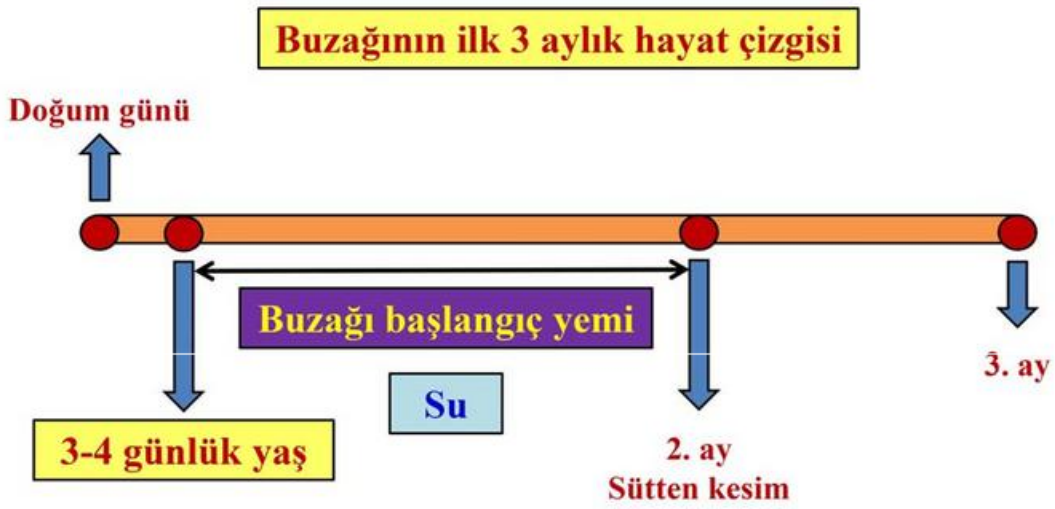 Buzağının ilk 3 aylık hayat çizgisi
Doğum günü
Buzağı başlangıç yemi
Su
3-4 günlük yaş
2. ay
Sütten kesim
3. ay